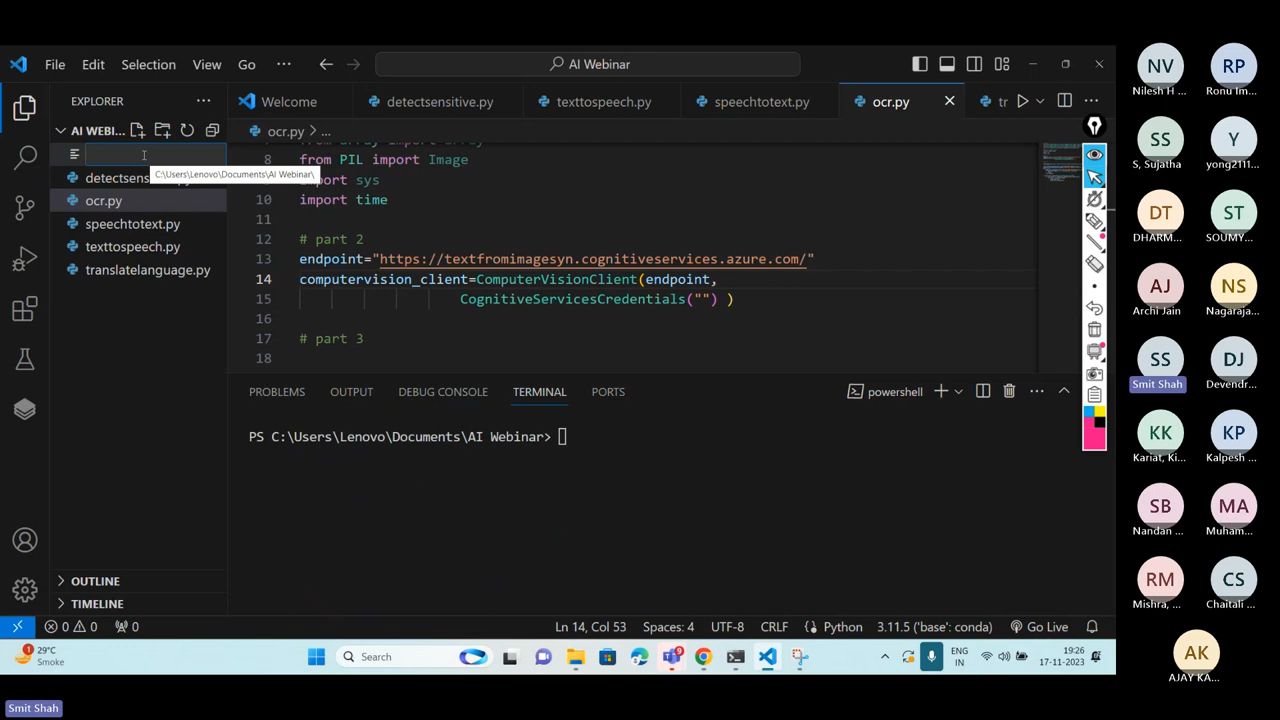 File Edit Selection View Go ... AI Webinar
EXPLORER ...
Welcome detectsensitive.py texttospeech.py speechtotext.py ocr.py tr
AI WEBI...
ocr.py > ...
C:\Users\Lenovo\Documents\AI Webinar\
detectsens
ocr.py
speechtotext.py
texttospeech.py
translatelanguage.py
OUTLINE
TIMELINE
8 from PIL import Image
import sys
10 import time
11
12 # part 2
13 endpoint="https://textfromimagesyn.cognitiveservices.azure.com/"
14 computervision_client=ComputerVisionClient(endpoint,
15 CognitiveServicesCredentials("") )
16
17 # part 3
18
PROBLEMS OUTPUT DEBUG CONSOLE TERMINAL PORTS powershell
PS C:\Users\Lenovo\Documents\AI Webinar>
0 0 0 Ln 14, Col 53 Spaces: 4 UTF-8 CRLF Python 3.11.5 ('base': conda) Go Live
29°C
Smoke
Search
9
ENG
IN
19:26
17-11-2023
NV RP
Nilesh H ... Ronu Im...
SS Y
S, Sujatha yong2111...
DT ST
DHARM... SOUMY...
AJ NS
Archi Jain Nagaraja...
SS DJ
Smit Shah Devendr...
KK KP
Kariat, Ki... Kalpesh ...
SB MA
Nandan ... Muham...
RM CS
Mishra, ... Chaitali ...
AK
AJAY KA...
Smit Shah